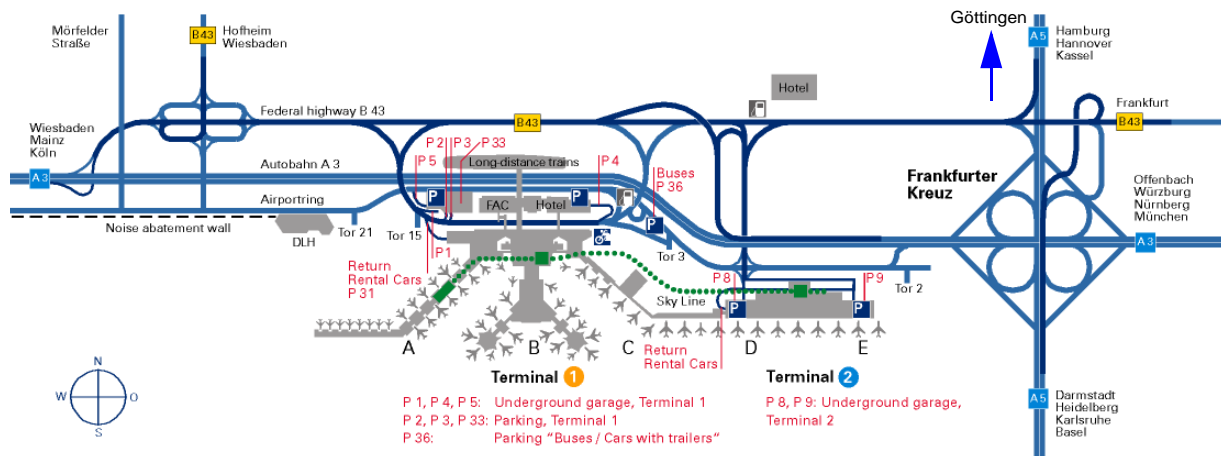 Göttingen
Mörfelder
Straße
B43
Hofheim
Wiesbaden
A5
Hamburg
Hannover
Kassel
Hotel
Federal highway B 43
B43
Frankfurt
B43
Wiesbaden
Mainz
Köln
P 2
P 3
P 33
P 5
Long-distance trains
P 4
Buses
P 36
Autobahn A 3
A3
Frankfurter
Kreuz
Offenbach
Würzburg
Nürnberg
München
Airportring
P
FAC
Hotel
P
P
Noise abatement wall
DLH
Tor 21
Tor 15
P 1
Tor 3
A3
Return
Rental Cars
P 31
P 8
P 9
Tor 2
Sky Line
P
P
A
B
C
D
E
Return
Rental Cars
N
W
O
S
Terminal 1
Terminal 2
P 1, P 4, P 5: Underground garage, Terminal 1
P 2, P 3, P 33: Parking, Terminal 1
P 36: Parking “Buses / Cars with trailers”
P 8, P 9: Underground garage,
Terminal 2
A5
Darmstadt
Heidelberg
Karlsruhe
Basel